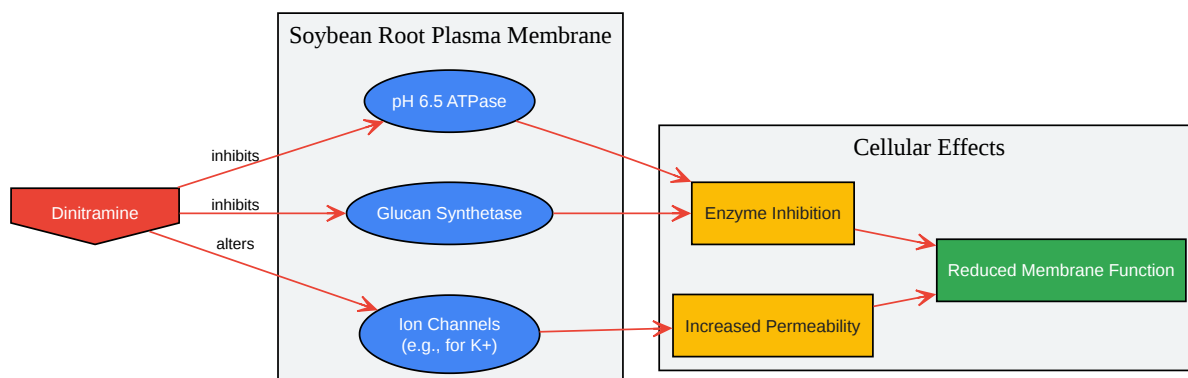 Soybean Root Plasma Membrane
pH 6.5 ATPase
Cellular Effects
inhibits
Dinitramine
inhibits
Glucan Synthetase
Enzyme Inhibition
alters
Reduced Membrane Function
Ion Channels
(e.g., for K+)
Increased Permeability